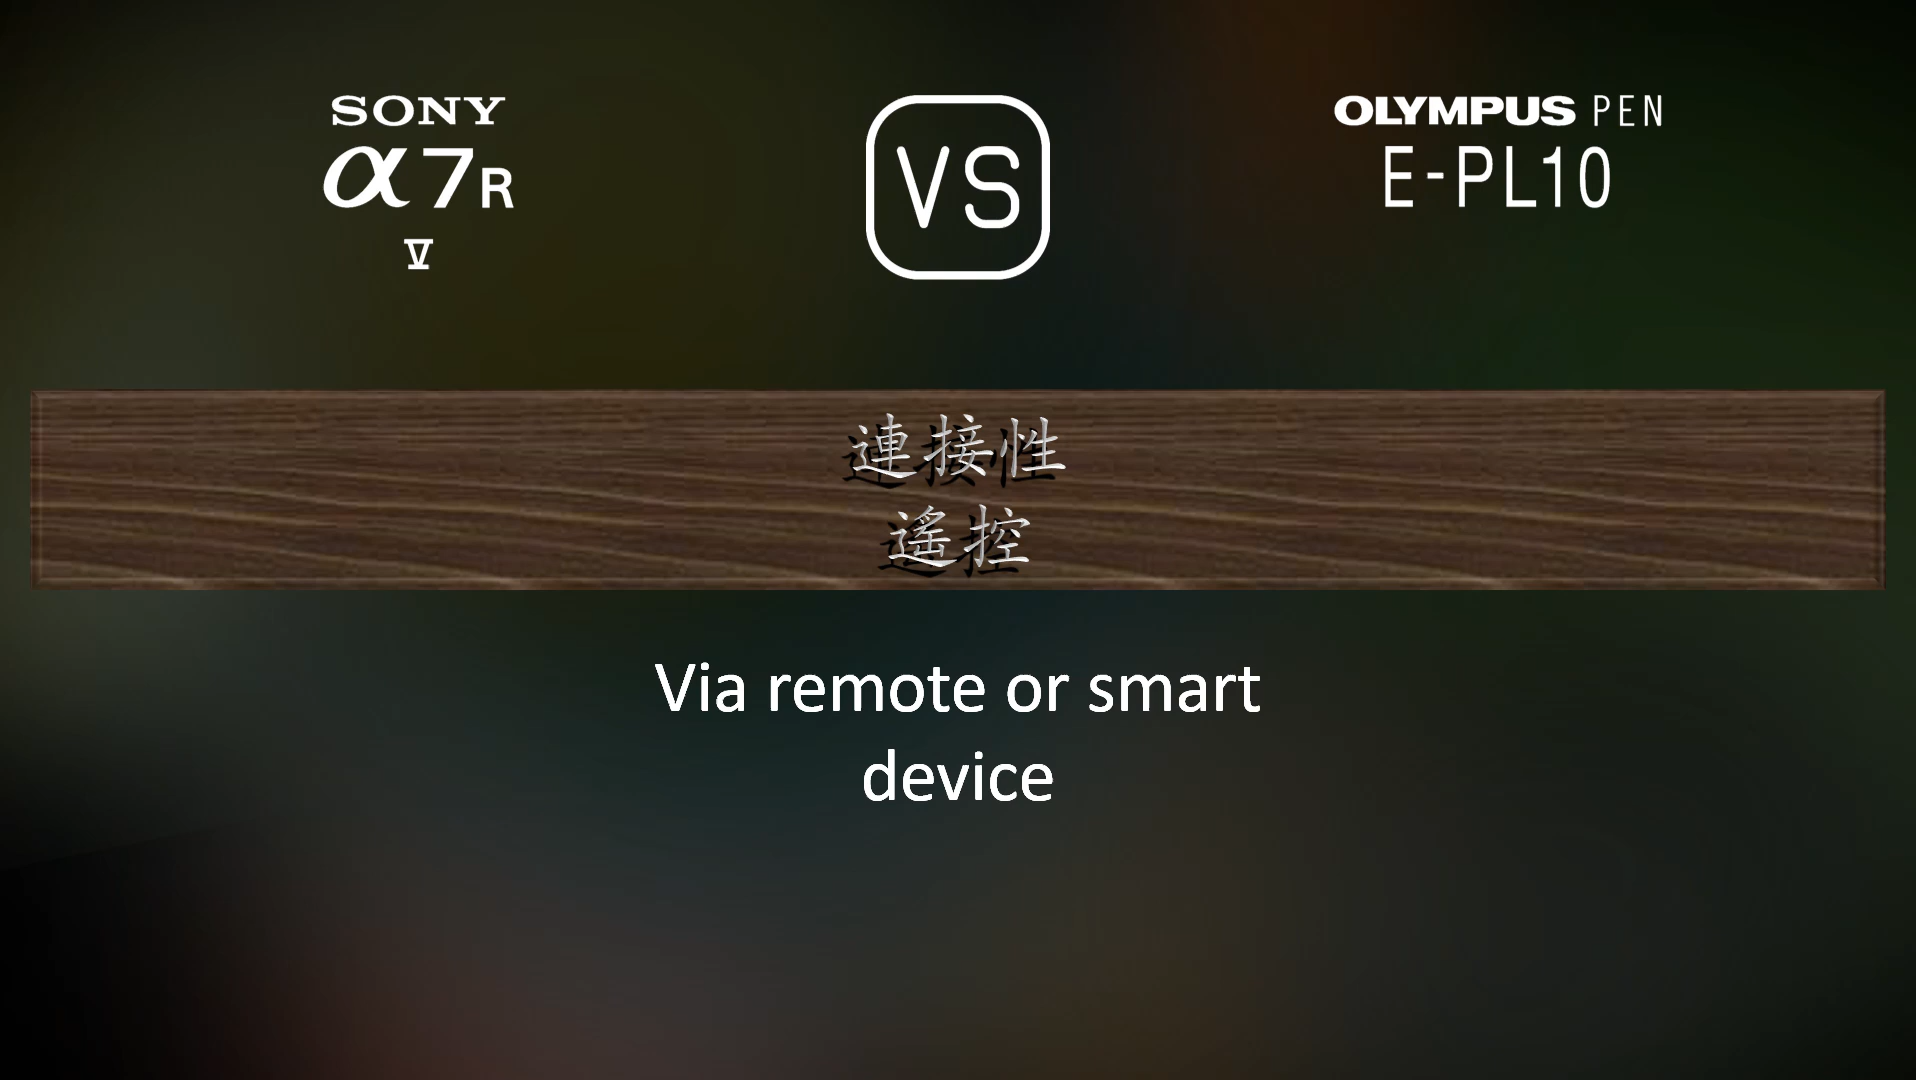 SONY
α7R
V
VS
OLYMPUS PEN
E-PL10
連接性
遙控
Via remote or smart
device